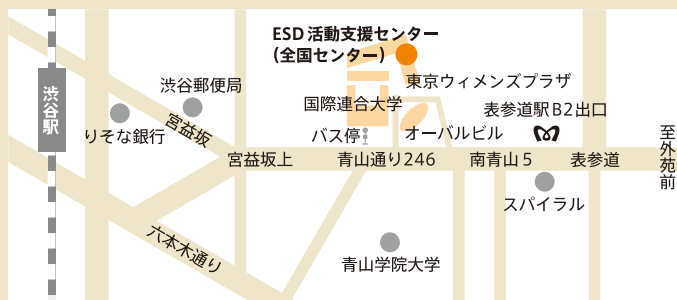 ESD 活動支援センター
(全国センター)
東京ウィメンズプラザ
渋谷郵便局
国際連合大学
表参道駅B2出口
渋谷駅
りそな銀行
宮益坂
バス停
オーバルビル
至外苑前
宮益坂上
青山通り246
南青山5
表参道
スパイラル
六本木通り
青山学院大学